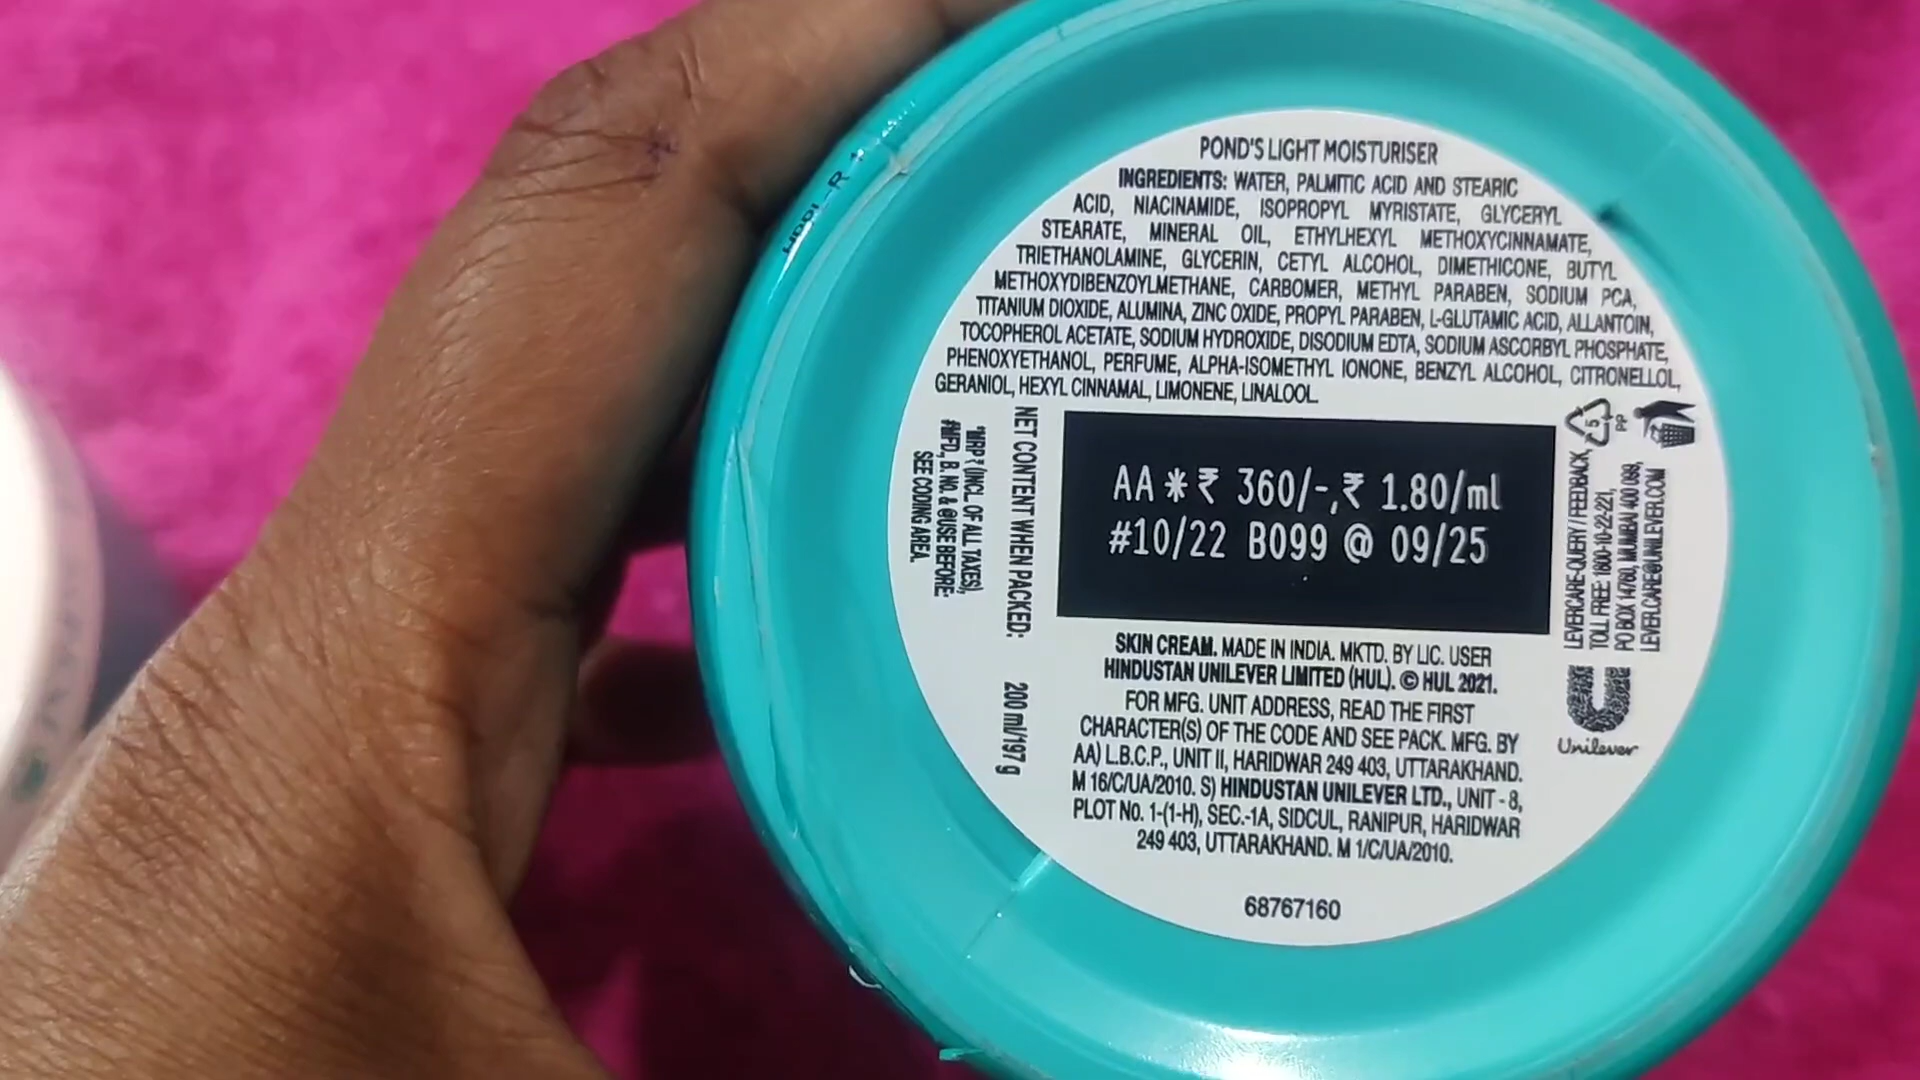 POND'S LIGHT MOISTURISER
INGREDIENTS: WATER, PALMITIC ACID AND STEARIC
ACID, NIACINAMIDE, ISOPROPYL MYRISTATE, GLYCERYL
STEARATE, MINERAL OIL, ETHYLHEXYL METHOXYCINNAMATE,
TRIETHANOLAMINE, GLYCERIN, CETYL ALCOHOL, DIMETHICONE, BUTYL
METHOXYDIBENZOYLMETHANE, CARBOMER, METHYL PARABEN, SODIUM PCA,
TITANIUM DIOXIDE, ALUMINA, ZINC OXIDE, PROPYL PARABEN, L-GLUTAMIC ACID, ALLANTOIN,
TOCOPHEROL ACETATE, SODIUM HYDROXIDE, DISODIUM EDTA, SODIUM ASCORBYL PHOSPHATE,
PHENOXYETHANOL, PERFUME, ALPHA-ISOMETHYL IONONE, BENZYL ALCOHOL, CITRONELLOL,
GERANIOL, HEXYL CINNAMAL, LIMONENE, LINALOOL.
NET CONTENT WHEN PACKED: 200 ml/197 g
*MRP ₹ (INCL. OF ALL TAXES),
#MFD., B. NO. & @USE BEFORE:
SEE CODING AREA.
AA*₹ 360/-,₹ 1.80/ml
#10/22 B099 @ 09/25
5
PP
LEVERCARE-QUERY / FEEDBACK,
TOLL FREE: 1800-10-22-221,
PO BOX 14760, MUMBAI 400 099,
LEVER.CARE@UNILEVER.COM
Unilever
SKIN CREAM. MADE IN INDIA. MKTD. BY LIC. USER
HINDUSTAN UNILEVER LIMITED (HUL). © HUL 2021.
FOR MFG. UNIT ADDRESS, READ THE FIRST
CHARACTER(S) OF THE CODE AND SEE PACK. MFG. BY
AA) L.B.C.P., UNIT II, HARIDWAR 249 403, UTTARAKHAND.
M 16/C/UA/2010. S) HINDUSTAN UNILEVER LTD., UNIT - 8,
PLOT No. 1-(1-H), SEC.-1A, SIDCUL, RANIPUR, HARIDWAR
249 403, UTTARAKHAND. M 1/C/UA/2010.
68767160